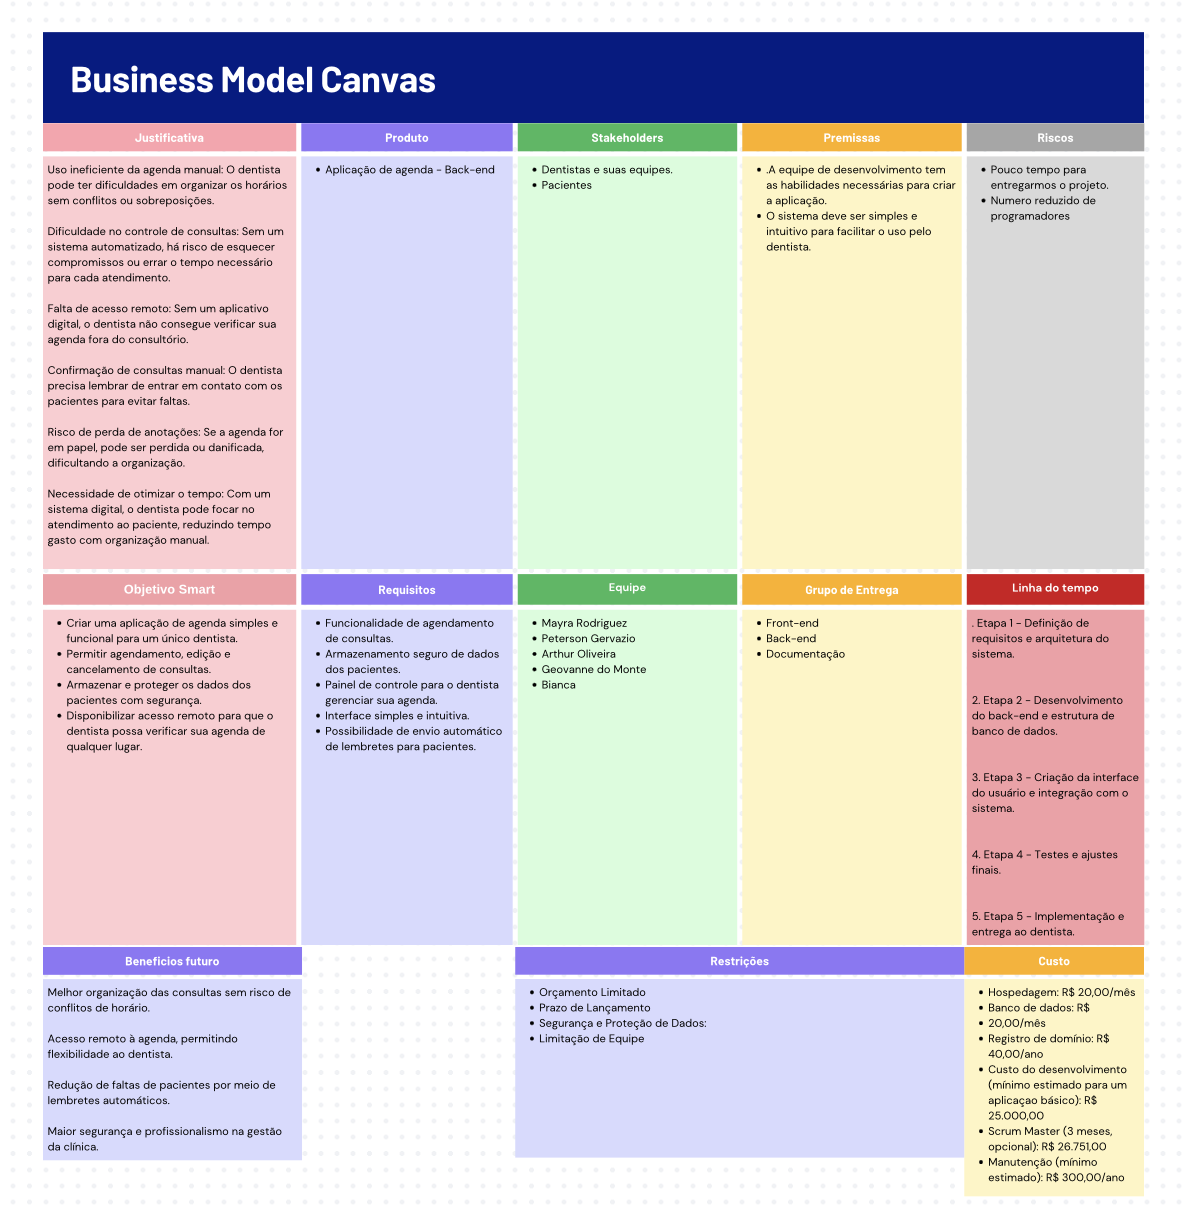 Business Model Canvas
Justificativa
Uso ineficiente da agenda manual: O dentista
pode ter dificuldades em organizar os horários
sem conflitos ou sobreposições.
Dificuldade no controle de consultas: Sem um
sistema automatizado, há risco de esquecer
compromissos ou errar o tempo necessário
para cada atendimento.
Falta de acesso remoto: Sem um aplicativo
digital, o dentista não consegue verificar sua
agenda fora do consultório.
Confirmação de consultas manual: O dentista
precisa lembrar de entrar em contato com os
pacientes para evitar faltas.
Risco de perda de anotações: Se a agenda for
em papel, pode ser perdida ou danificada,
dificultando a organização.
Necessidade de otimizar o tempo: Com um
sistema digital, o dentista pode focar no
atendimento ao paciente, reduzindo tempo
gasto com organização manual.
Produto
• Aplicação de agenda - Back-end
Stakeholders
• Dentistas e suas equipes.
• Pacientes
Premissas
• .A equipe de desenvolvimento tem
as habilidades necessárias para criar
a aplicação.
• O sistema deve ser simples e
intuitivo para facilitar o uso pelo
dentista.
Riscos
• Pouco tempo para
entregarmos o projeto.
• Numero reduzido de
programadores
Objetivo Smart
• Criar uma aplicação de agenda simples e
funcional para um único dentista.
• Permitir agendamento, edição e
cancelamento de consultas.
• Armazenar e proteger os dados dos
pacientes com segurança.
• Disponibilizar acesso remoto para que o
dentista possa verificar sua agenda de
qualquer lugar.
Requisitos
• Funcionalidade de agendamento
de consultas.
• Armazenamento seguro de dados
dos pacientes.
• Painel de controle para o dentista
gerenciar sua agenda.
• Interface simples e intuitiva.
• Possibilidade de envio automático
de lembretes para pacientes.
Equipe
• Mayra Rodriguez
• Peterson Gervazio
• Arthur Oliveira
• Geovanne do Monte
• Bianca
Grupo de Entrega
• Front-end
• Back-end
• Documentação
Linha do tempo
. Etapa 1 - Definição de
requisitos e arquitetura do
sistema.
2. Etapa 2 - Desenvolvimento
do back-end e estrutura de
banco de dados.
3. Etapa 3 - Criação da interface
do usuário e integração com o
sistema.
4. Etapa 4 - Testes e ajustes
finais.
5. Etapa 5 - Implementação e
entrega ao dentista.
Beneficios futuro
Melhor organização das consultas sem risco de
conflitos de horário.
Acesso remoto à agenda, permitindo
flexibilidade ao dentista.
Redução de faltas de pacientes por meio de
lembretes automáticos.
Maior segurança e profissionalismo na gestão
da clínica.
Restrições
• Orçamento Limitado
• Prazo de Lançamento
• Segurança e Proteção de Dados:
• Limitação de Equipe
Custo
• Hospedagem: R$ 20,00/mês
• Banco de dados: R$
• 20,00/mês
• Registro de domínio: R$
40,00/ano
• Custo do desenvolvimento
(mínimo estimado para um
aplicaçao básico): R$
25.000,00
• Scrum Master (3 meses,
opcional): R$ 26.751,00
• Manutenção (mínimo
estimado): R$ 300,00/ano